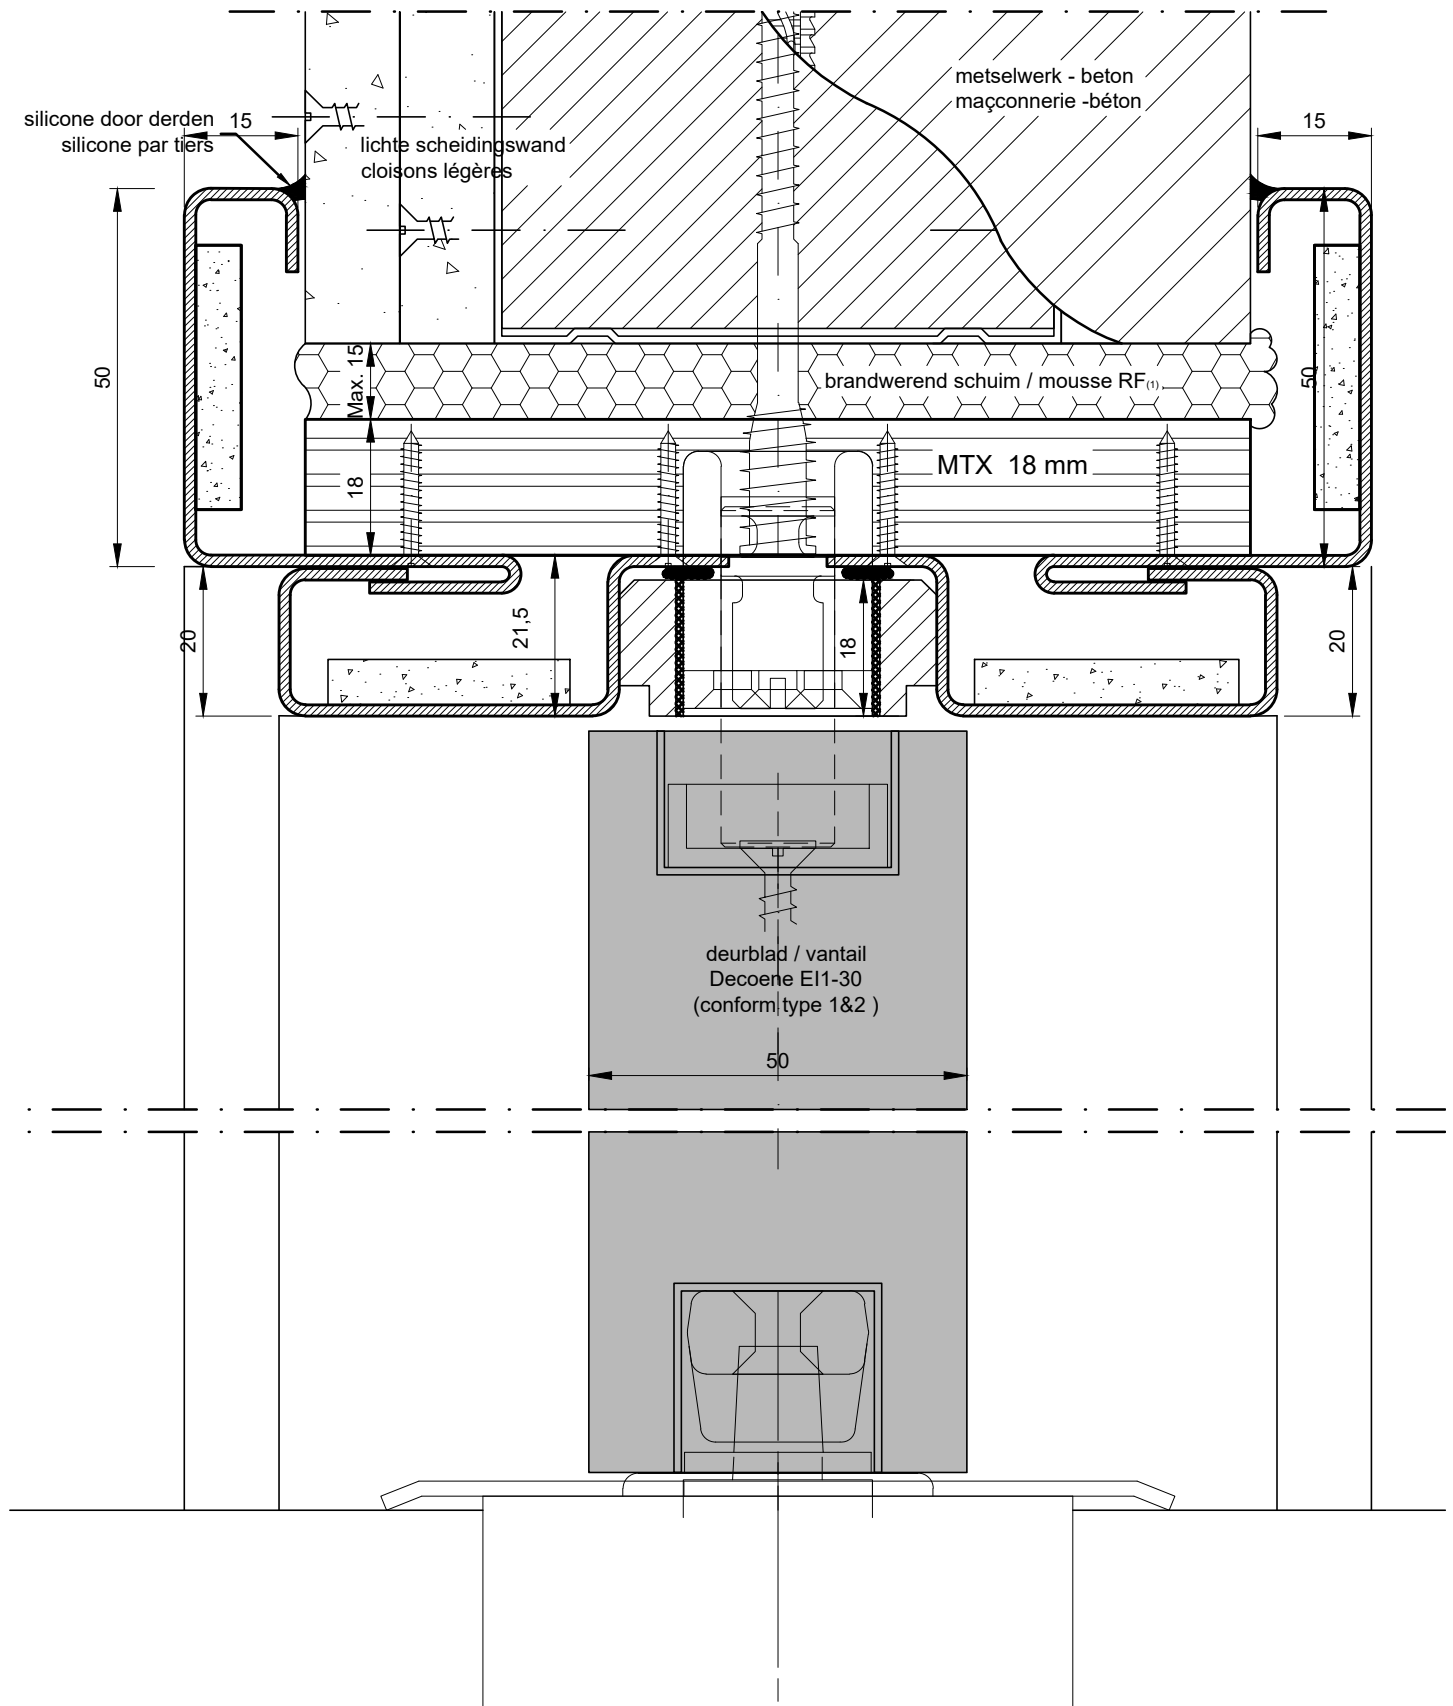 metselwerk - beton
maçconnerie -béton
silicone door derden
silicone par tiers
15
15
lichte scheidingswand
cloisons légères
50
50
Max. 15
brandwerend schuim / mousse RF(1)
18
MTX 18 mm
20
21,5
18
20
deurblad / vantail
Decoene EI1-30
(conform type 1&2 )
50